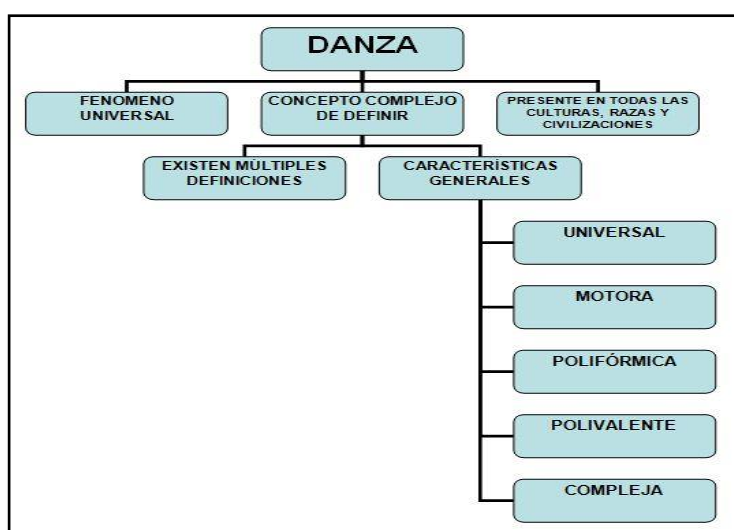 DANZA
FENOMENO
UNIVERSAL
CONCEPTO COMPLEJO
DE DEFINIR
PRESENTE EN TODAS LAS
CULTURAS, RAZAS Y
CIVILIZACIONES
EXISTEN MÚLTIPLES
DEFINICIONES
CARACTERÍSTICAS
GENERALES
UNIVERSAL
MOTORA
POLIFÓRMICA
POLIVALENTE
COMPLEJA